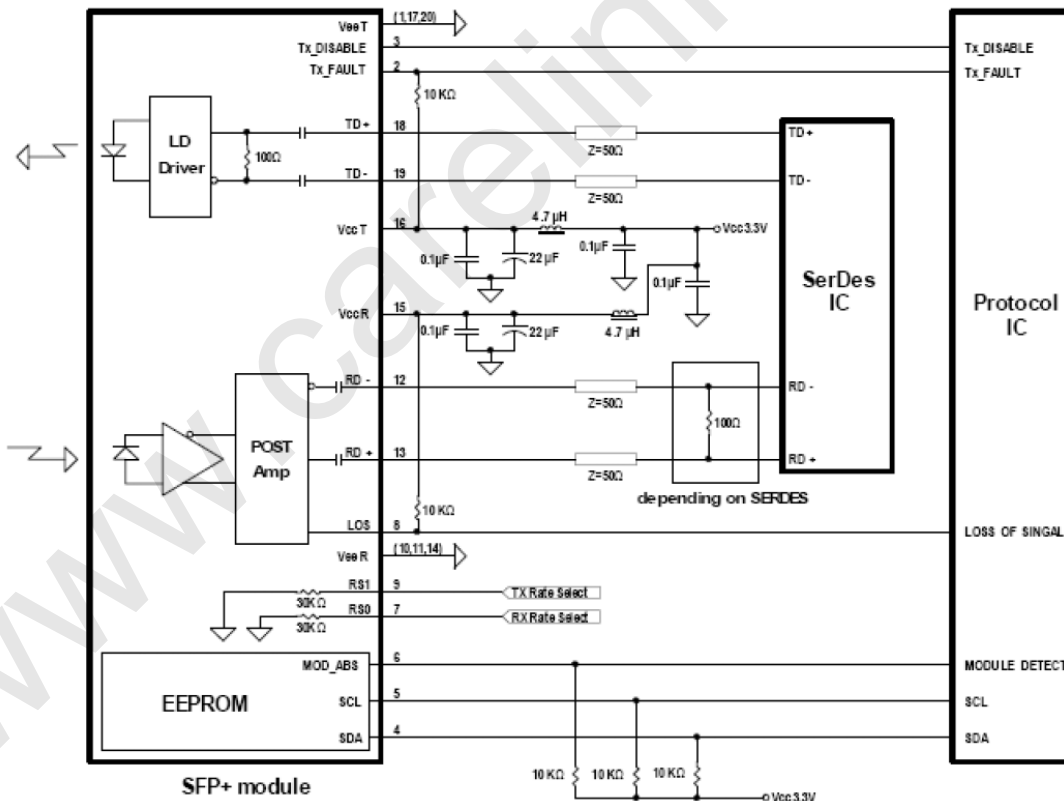 VeeT
(1,17,20)
Tx_DISABLE
3
Tx_DISABLE
Tx_FAULT
2
Tx_FAULT
10 KΩ
LD
Driver
100Ω
TD+
18
Z=50Ω
TD+
TD-
19
Z=50Ω
TD-
VccT
16
4.7 µH
Vcc3.3V
0.1µF
22 µF
0.1µF
0.1µF
SerDes
IC
Protocol
IC
VccR
15
0.1µF
22 µF
4.7 µH
RD -
12
Z=50Ω
RD -
100Ω
POST
Amp
RD +
13
Z=50Ω
RD +
depending on SERDES
10 KΩ
LOS
8
LOSS OF SINGAL
VeeR
(10,11,14)
RS1
9
TX Rate Select
30KΩ
RS0
7
RX Rate Select
30KΩ
MOD_ABS
6
MODULE DETECT
EEPROM
SCL
5
SCL
SDA
4
SDA
10 KΩ
10 KΩ
10 KΩ
Vcc3.3V
SFP+ module
www.carelin